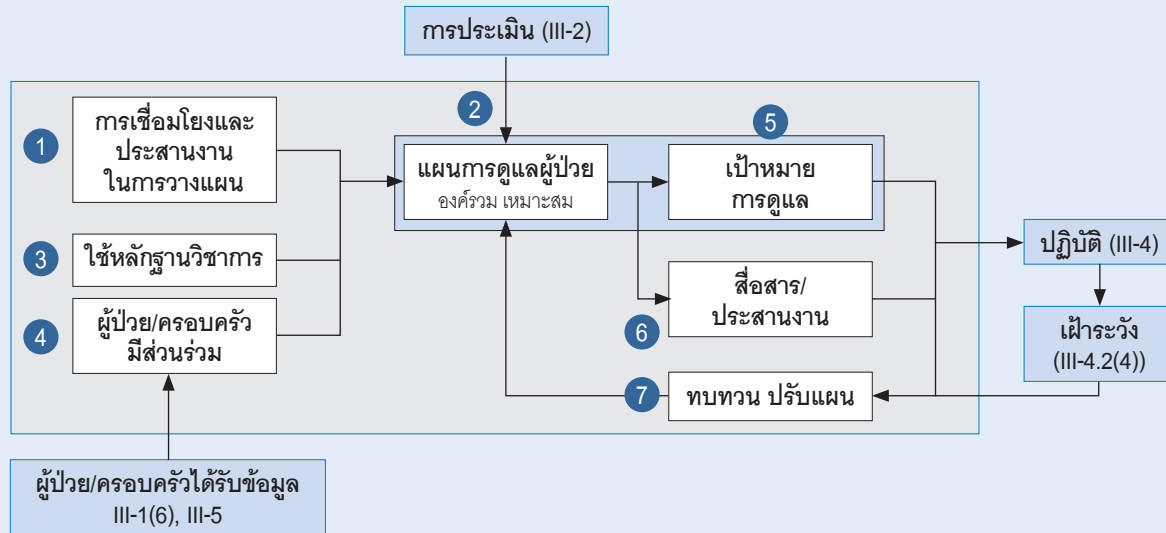 การประเมิน (III-2)
1
การเชื่อมโยงและ
ประสานงาน
ในการวางแผน
2
แผนการดูแลผู้ป่วย
องค์รวม เหมาะสม
5
เป้าหมาย
การดูแล
3
ใช้หลักฐานวิชาการ
4
ผู้ป่วย/ครอบครัว
มีส่วนร่วม
6
สื่อสาร/
ประสานงาน
7
ทบทวน ปรับแผน
ปฏิบัติ (III-4)
เฝ้าระวัง
(III-4.2(4))
ผู้ป่วย/ครอบครัวได้รับข้อมูล
III-1(6), III-5